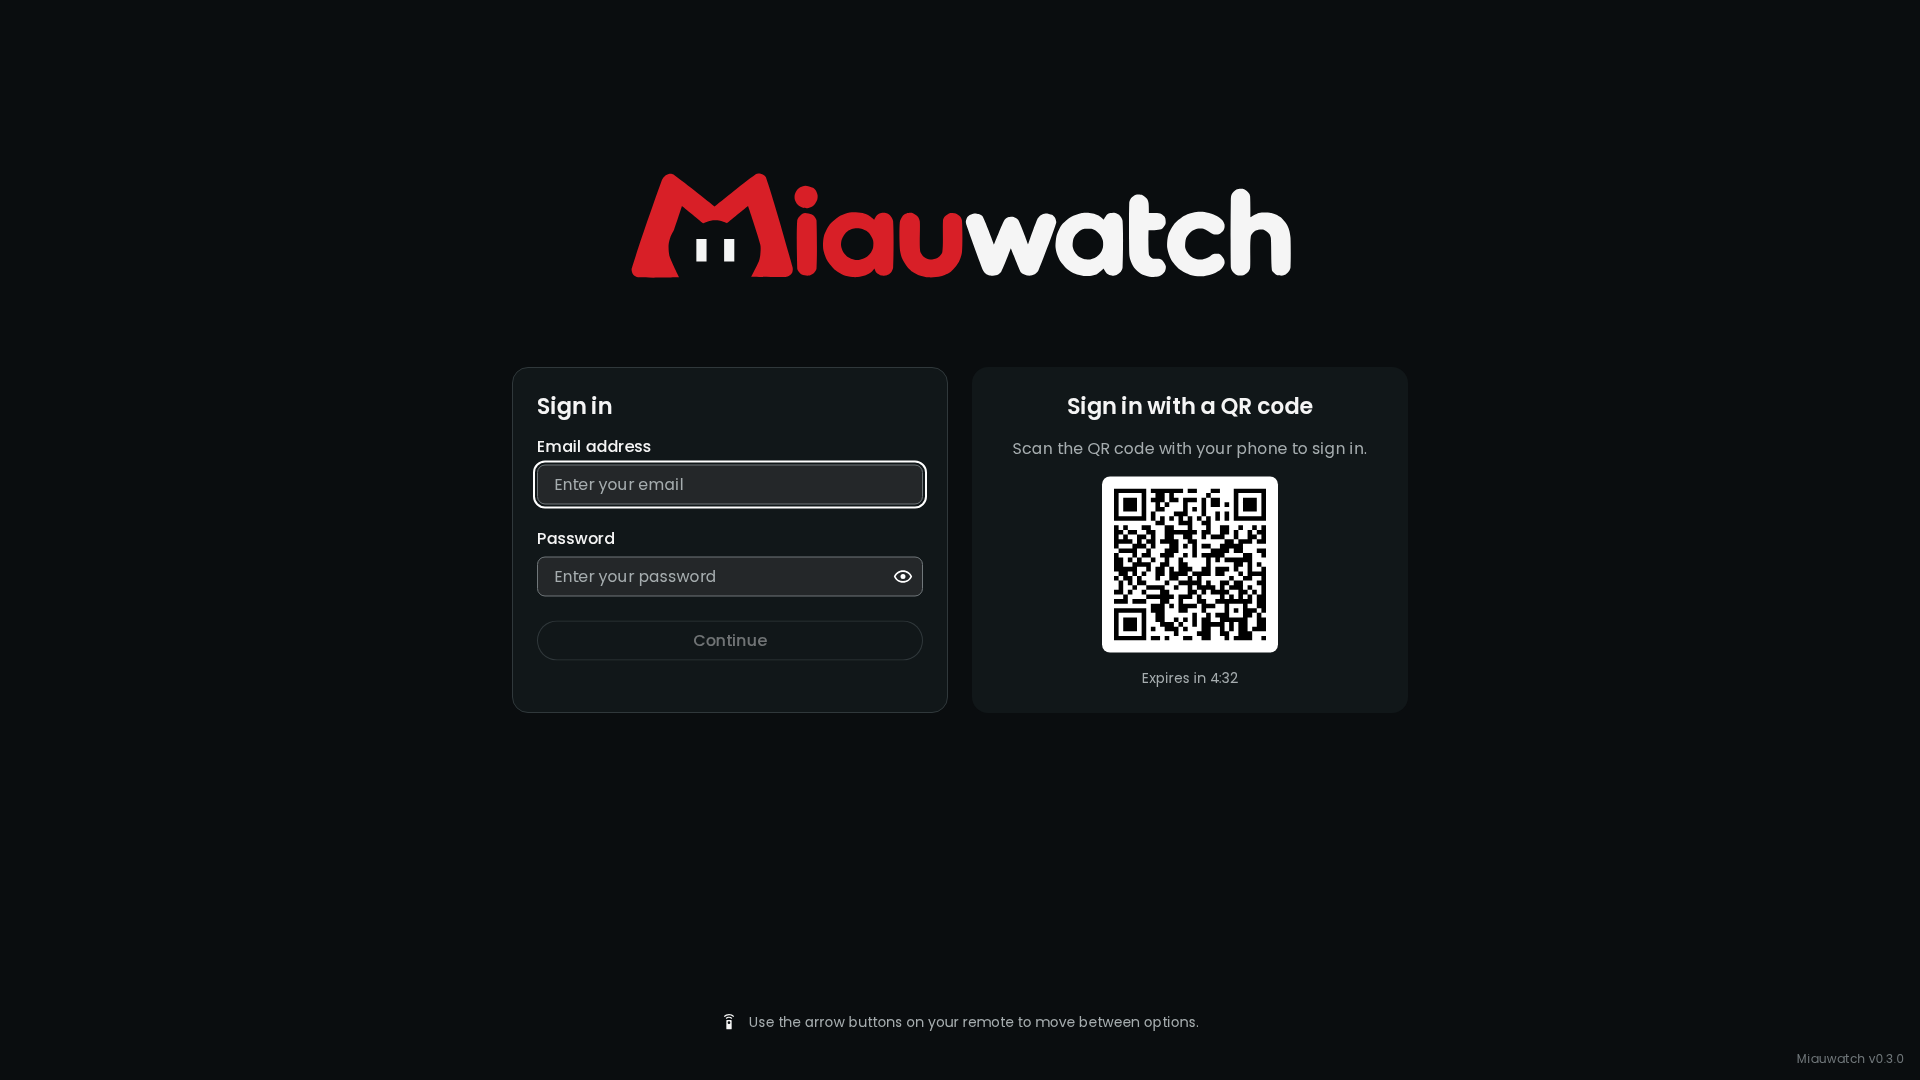 Miauwatch
Sign in
Email address
Enter your email
Password
Enter your password
Continue
Sign in with a QR code
Scan the QR code with your phone to sign in.
Expires in 4:32
Use the arrow buttons on your remote to move between options.
Miauwatch v0.3.0